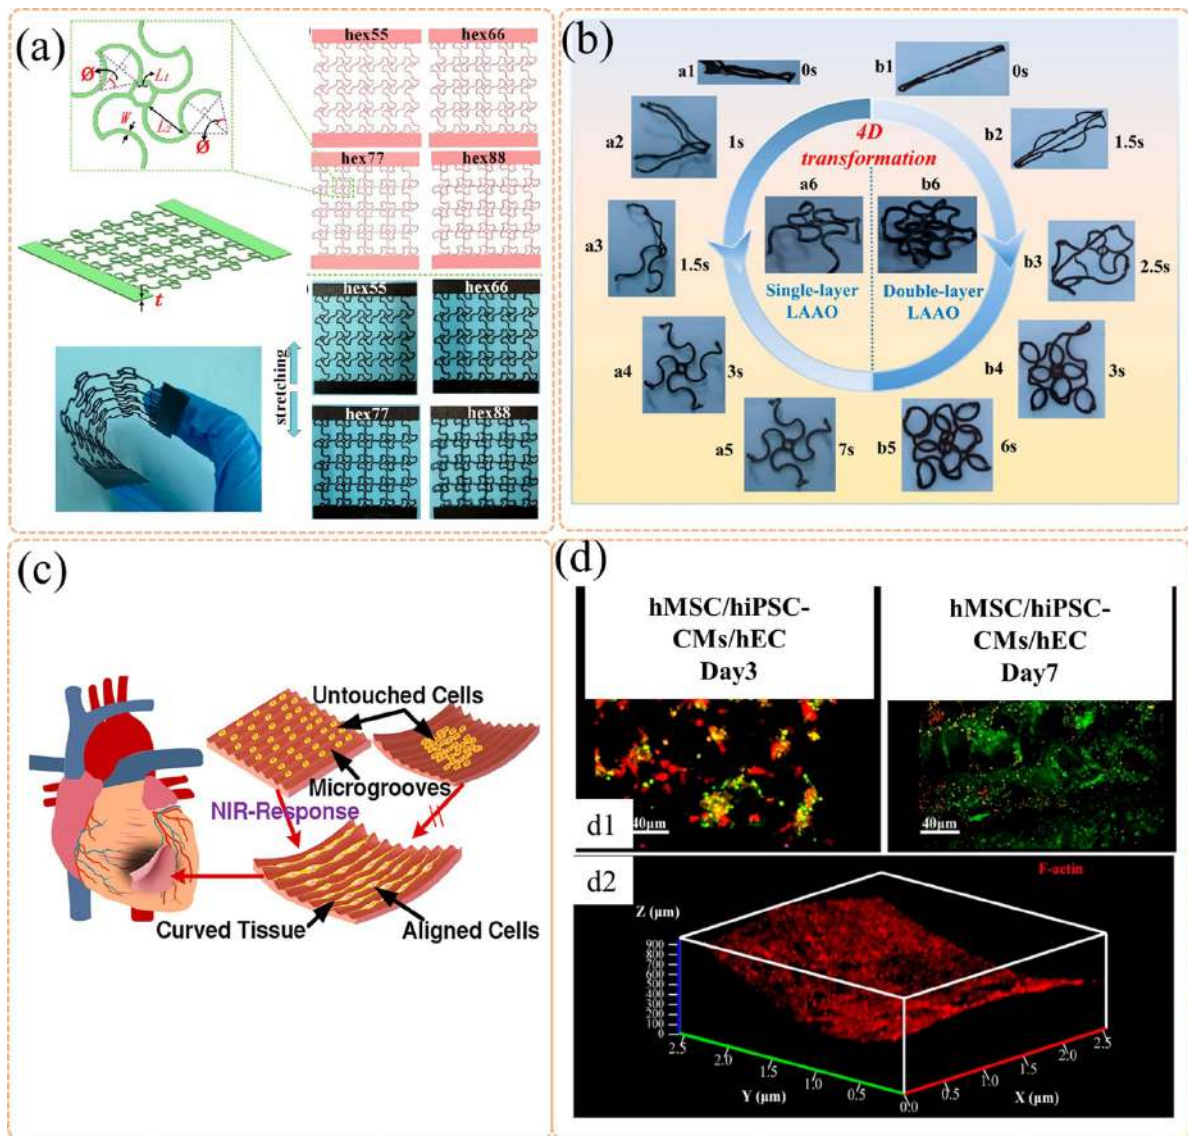 (a)
Ø
L1
L2
W
Ø
t
hex55
hex66
hex77
hex88
hex55
hex66
stretching
hex77
hex88
(b)
a1
0s
b1
0s
a2
1s
4D
transformation
b2
1.5s
a6
b6
a3
1.5s
b3
2.5s
Single-layer
LAAO
Double-layer
LAAO
a4
3s
b4
3s
a5
7s
b5
6s
(c)
Untouched Cells
Microgrooves
NIR-Response
Curved Tissue
Aligned Cells
(d)
hMSC/hiPSC-
CMs/hEC
Day3
hMSC/hiPSC-
CMs/hEC
Day7
d1
40μm
40μm
d2
F-actin
Z (μm)
900
800
700
600
500
400
300
200
100
0
2.5
2.0
1.5
1.0
0.5
0.0
0.5
1.0
1.5
2.0
2.5
Y (μm)
X (μm)